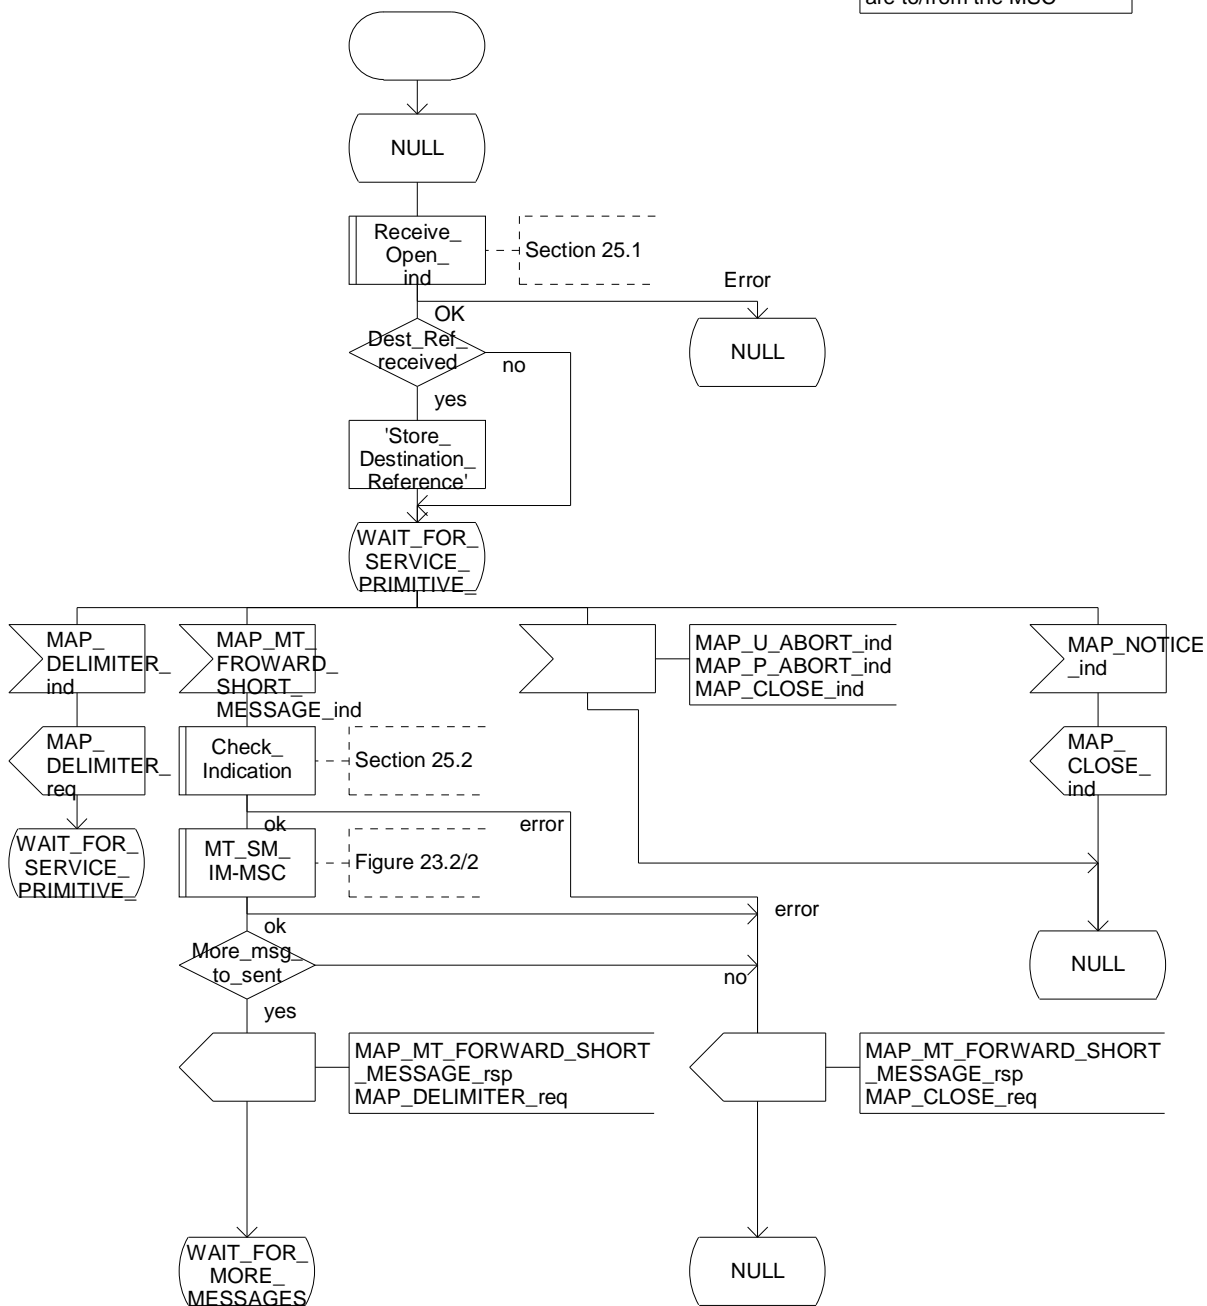 are to/from the MSC
NULL
Receive_
Open_
ind
Section 25.1
Error
OK
Dest_Ref_
received
no
NULL
yes
'Store_
Destination_
Reference'
WAIT_FOR_
SERVICE_
PRIMITIVE_
MAP_
DELIMITER_
ind
MAP_MT_
FROWARD_
SHORT_
MESSAGE_ind
MAP_U_ABORT_ind
MAP_P_ABORT_ind
MAP_CLOSE_ind
MAP_NOTICE
_ind
MAP_
DELIMITER_
req
Check_
Indication
Section 25.2
MAP_
CLOSE_
ind
ok
error
WAIT_FOR_
SERVICE_
PRIMITIVE_
MT_SM_
IM-MSC
Figure 23.2/2
error
ok
More_msg_
to_sent
no
NULL
yes
MAP_MT_FORWARD_SHORT
_MESSAGE_rsp
MAP_DELIMITER_req
MAP_MT_FORWARD_SHORT
_MESSAGE_rsp
MAP_CLOSE_req
WAIT_FOR_
MORE_
MESSAGES
NULL